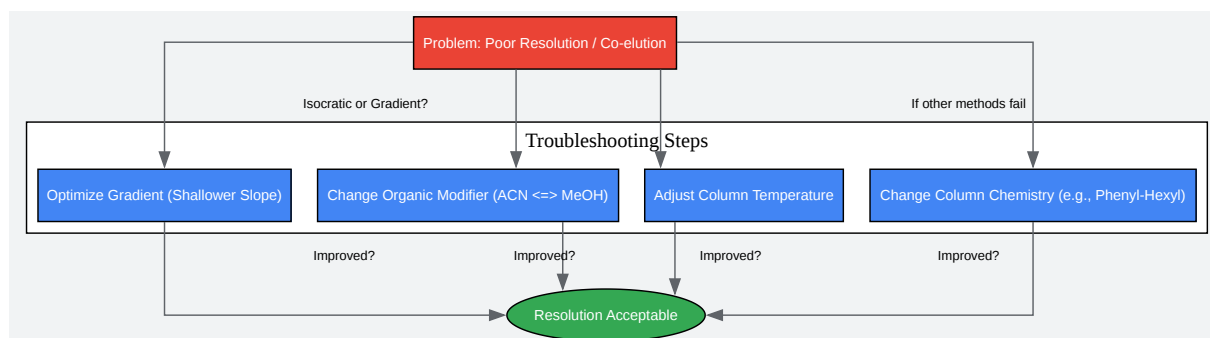 Problem: Poor Resolution / Co-elution
Isocratic or Gradient?
If other methods fail
Troubleshooting Steps
Optimize Gradient (Shallower Slope)
Change Organic Modifier (ACN <=> MeOH)
Adjust Column Temperature
Change Column Chemistry (e.g., Phenyl-Hexyl)
Improved?
Improved?
Improved?
Improved?
Resolution Acceptable